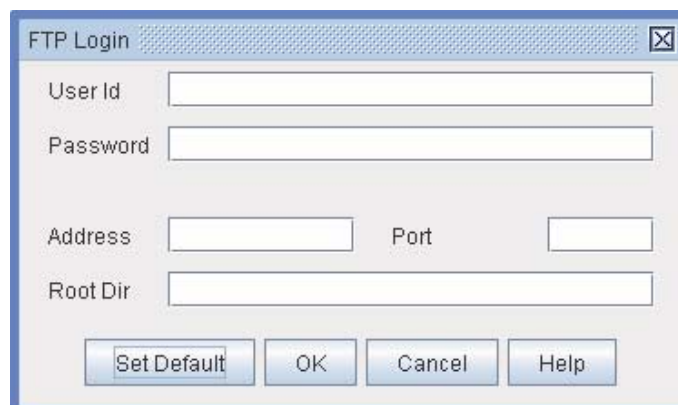 FTP Login
User Id
Password
Address Port
Root Dir
Set Default OK Cancel Help